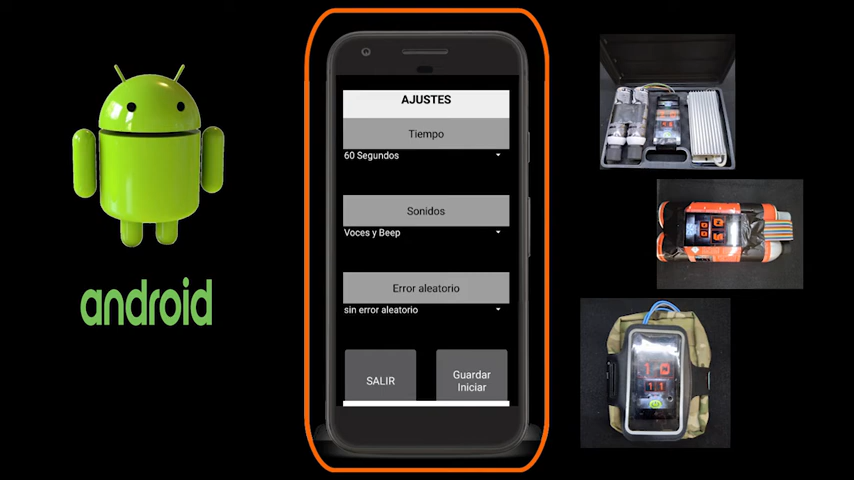 AJUSTES
Tiempo
60 Segundos
Sonidos
Voces y Beep
Error aleatorio
sin error aleatorio
SALIR
Guardar
Iniciar
android